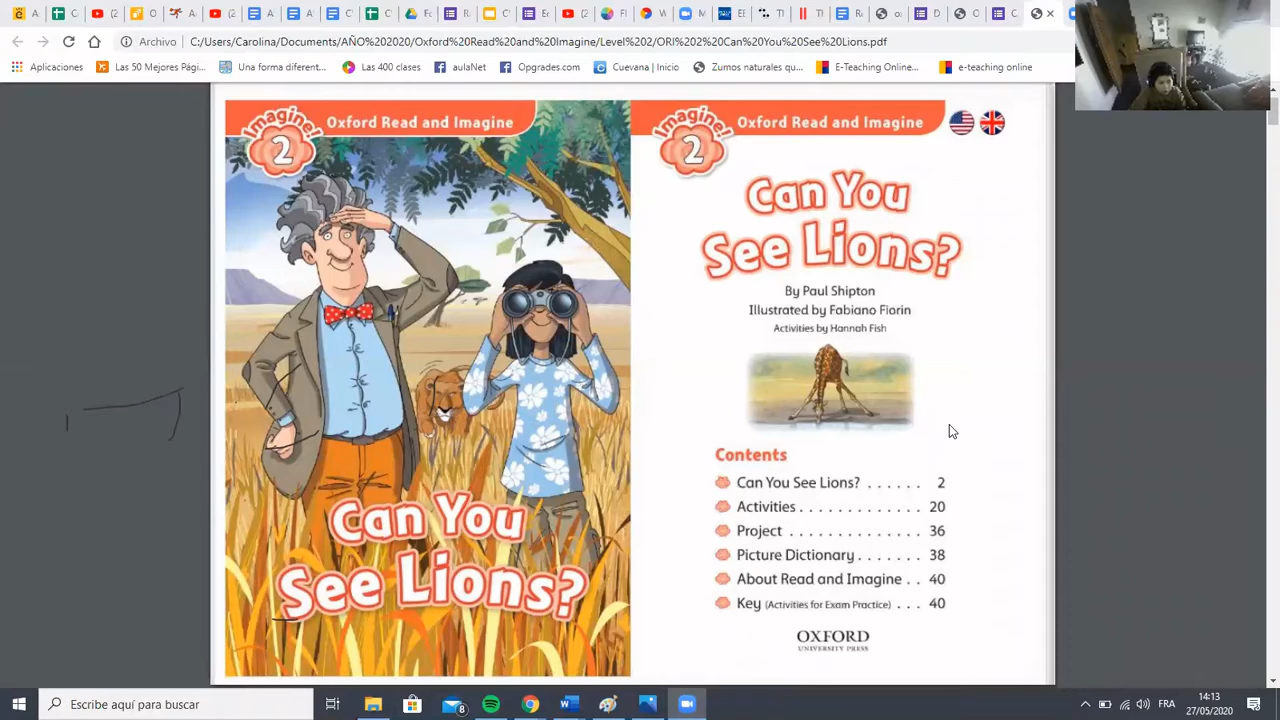 Archivo
C:/Users/Carolina/Documents/AÑO%202020/Oxford%20Read%20and%20Imagine/Level%202/ORI%202%20Can%20You%20See%20Lions.pdf
Aplicaciones
Las 50 Mejores Pág...
Una forma diferent...
Las 400 clases
aulaNet
Opgrades.com
Cuevana | Inicio
Zumos naturales qu...
E-Teaching Online...
e-teaching online
Imagine!
2
Oxford Read and Imagine
Can You
See Lions?
Imagine!
2
Oxford Read and Imagine
Can You
See Lions?
By Paul Shipton
Illustrated by Fabiano Fiorin
Activities by Hannah Fish
Contents
Can You See Lions? . . . . . . 2
Activities . . . . . . . . . . . . . 20
Project . . . . . . . . . . . . . . 36
Picture Dictionary . . . . . . . 38
About Read and Imagine . . 40
Key (Activities for Exam Practice) . . . 40
OXFORD
UNIVERSITY PRESS
Escribe aquí para buscar
8
FRA
14:13
27/05/2020